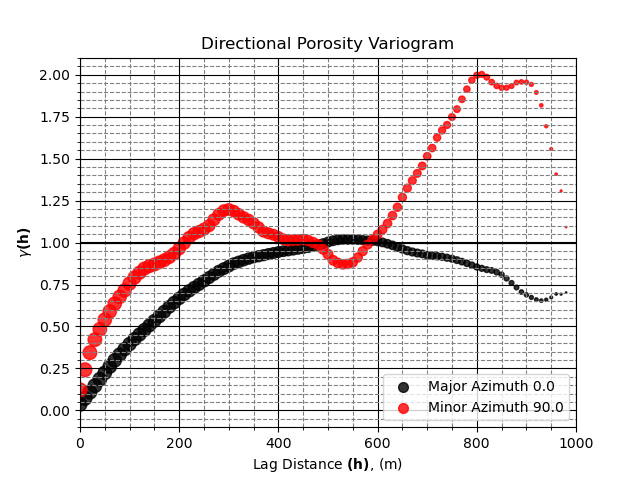 Directional Porosity Variogram
γ(h)
2.00
1.75
1.50
1.25
1.00
0.75
0.50
0.25
0.00
0 200 400 600 800 1000
Lag Distance (h), (m)
Major Azimuth 0.0
Minor Azimuth 90.0